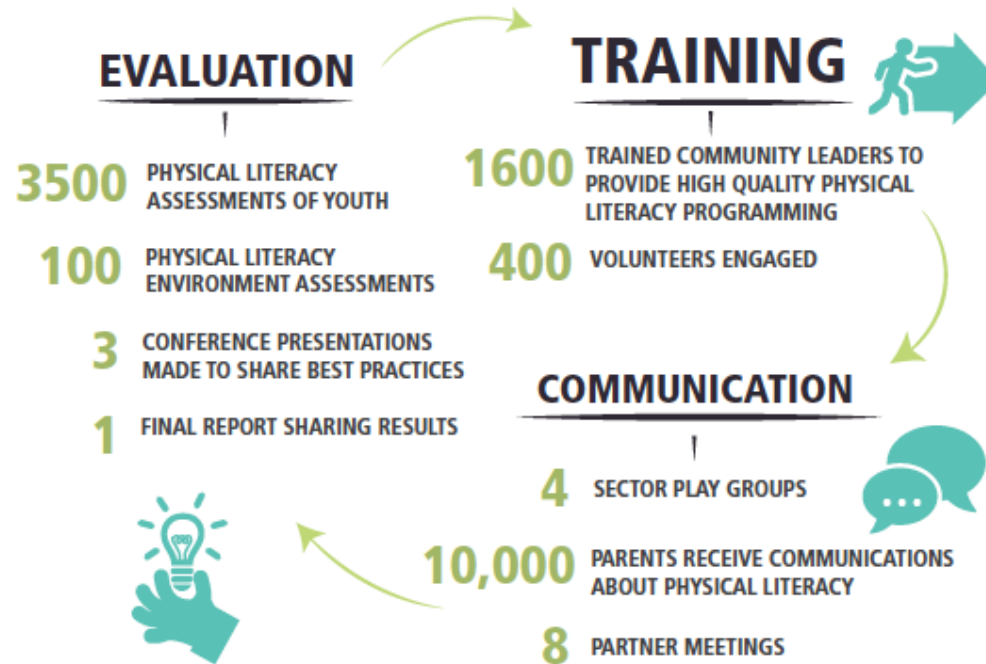 EVALUATION
3500 PHYSICAL LITERACY
ASSESSMENTS OF YOUTH
100 PHYSICAL LITERACY
ENVIRONMENT ASSESSMENTS
3 CONFERENCE PRESENTATIONS
MADE TO SHARE BEST PRACTICES
1 FINAL REPORT SHARING RESULTS
TRAINING
1600 TRAINED COMMUNITY LEADERS TO
PROVIDE HIGH QUALITY PHYSICAL
LITERACY PROGRAMMING
400 VOLUNTEERS ENGAGED
COMMUNICATION
4 SECTOR PLAY GROUPS
10,000 PARENTS RECEIVE COMMUNICATIONS
ABOUT PHYSICAL LITERACY
8 PARTNER MEETINGS